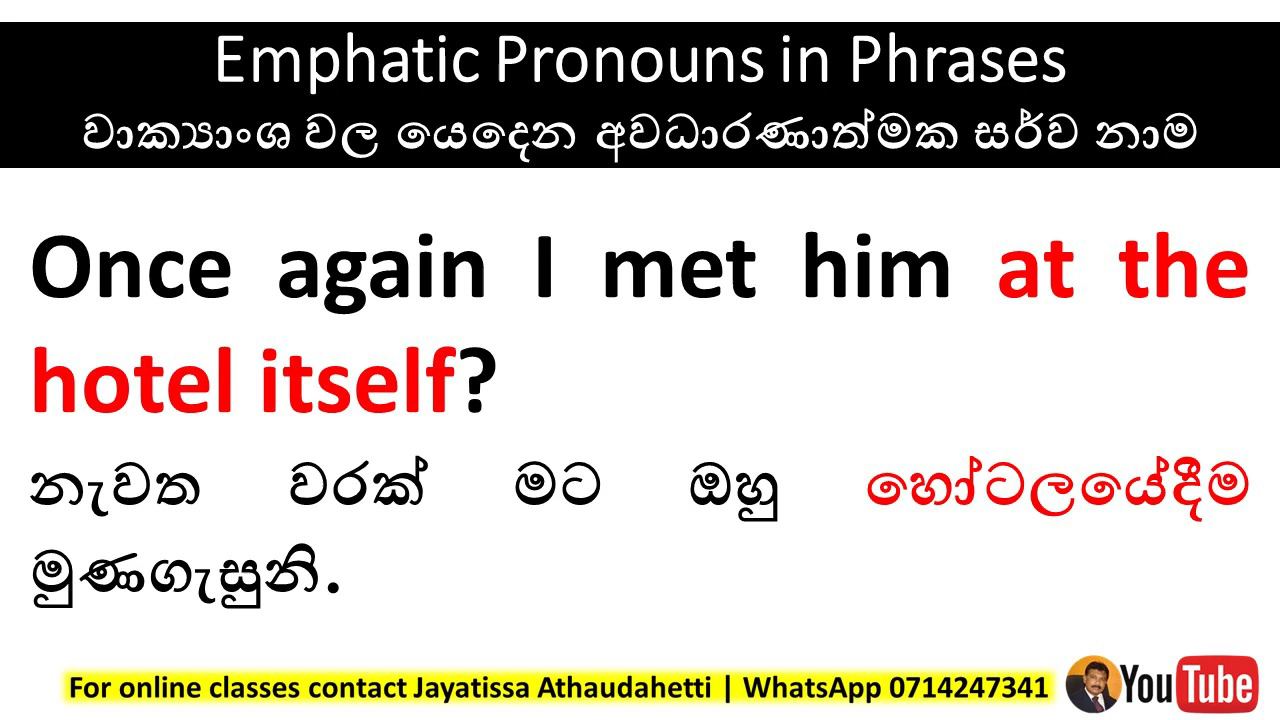 Emphatic Pronouns in Phrases
වාක්‍යාංශ වල යෙදෙන අවධාරණාත්මක සර්ව නාම
Once again I met him at the
hotel itself?
නැවත වරක් මට ඔහු හෝටලයේදීම
මුණගැසුනි.
For online classes contact Jayatissa Athaudahetti | WhatsApp 0714247341
YouTube